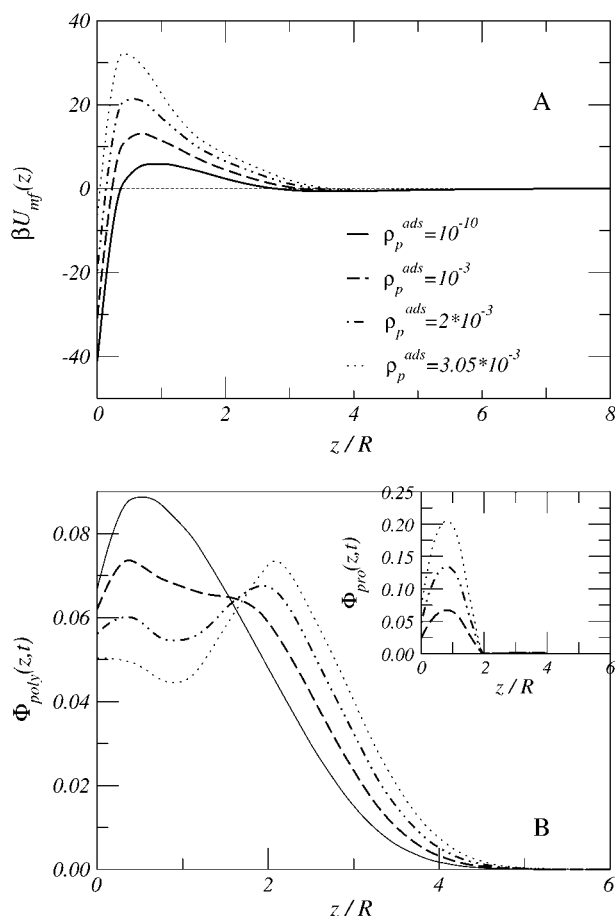 40
20
0
-20
-40
βU_mf(z)
A
ρ_p^ads=10^-10
ρ_p^ads=10^-3
ρ_p^ads=2*10^-3
ρ_p^ads=3.05*10^-3
0 2 4 6 8
z / R
0.08
0.06
0.04
0.02
0.00
Φ_poly(z,t)
0.25
0.20
0.15
0.10
0.05
0.00
Φ_pro(z,t)
0 2 4 6
z / R
B
0 2 4 6
z / R